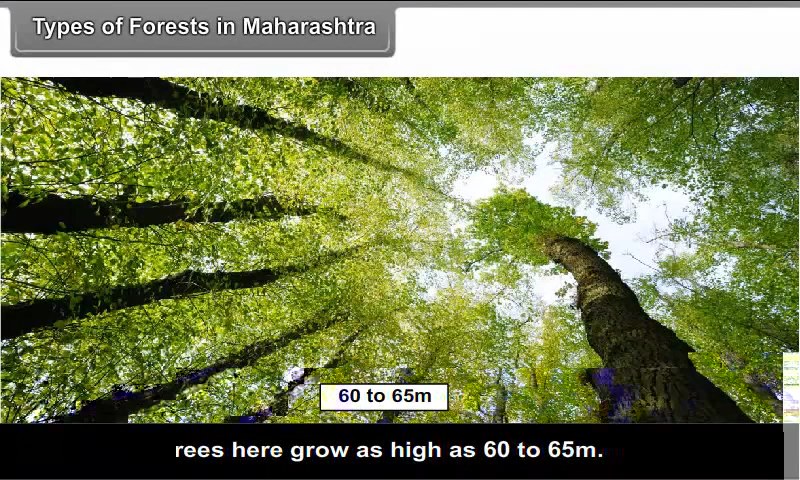 Types of Forests in Maharashtra
60 to 65m
rees here grow as high as 60 to 65m.